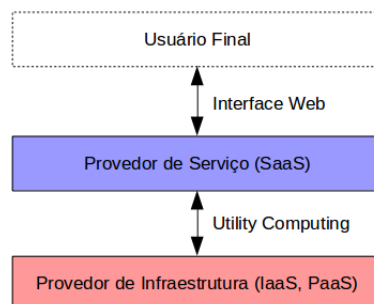 Usuário Final
Interface Web
Provedor de Serviço (SaaS)
Utility Computing
Provedor de Infraestrutura (IaaS, PaaS)